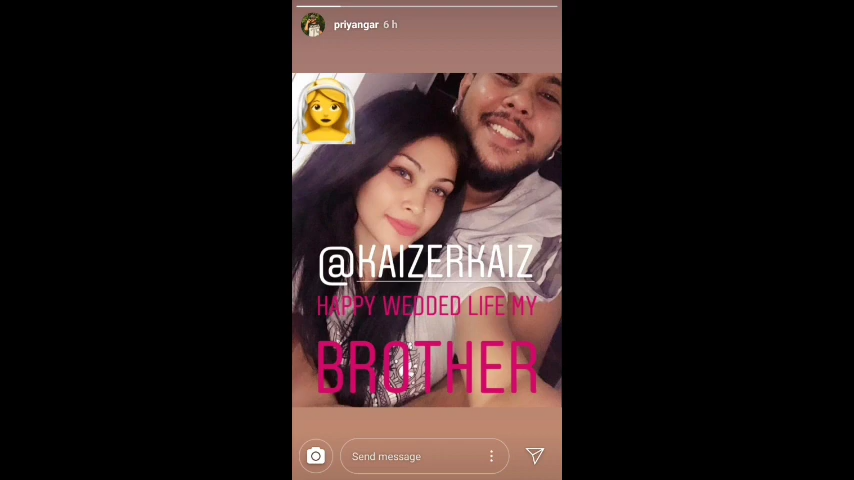 priyangar 6 h
@KAIZERKAIZ
HAPPY WEDDED LIFE MY
BROTHER
Send message